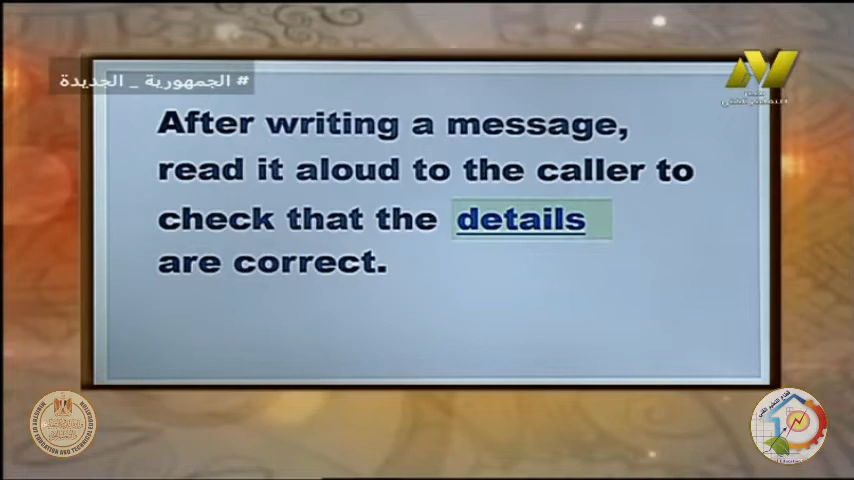 # الجمهورية _ الجديدة
After writing a message,
read it aloud to the caller to
check that the details
are correct.